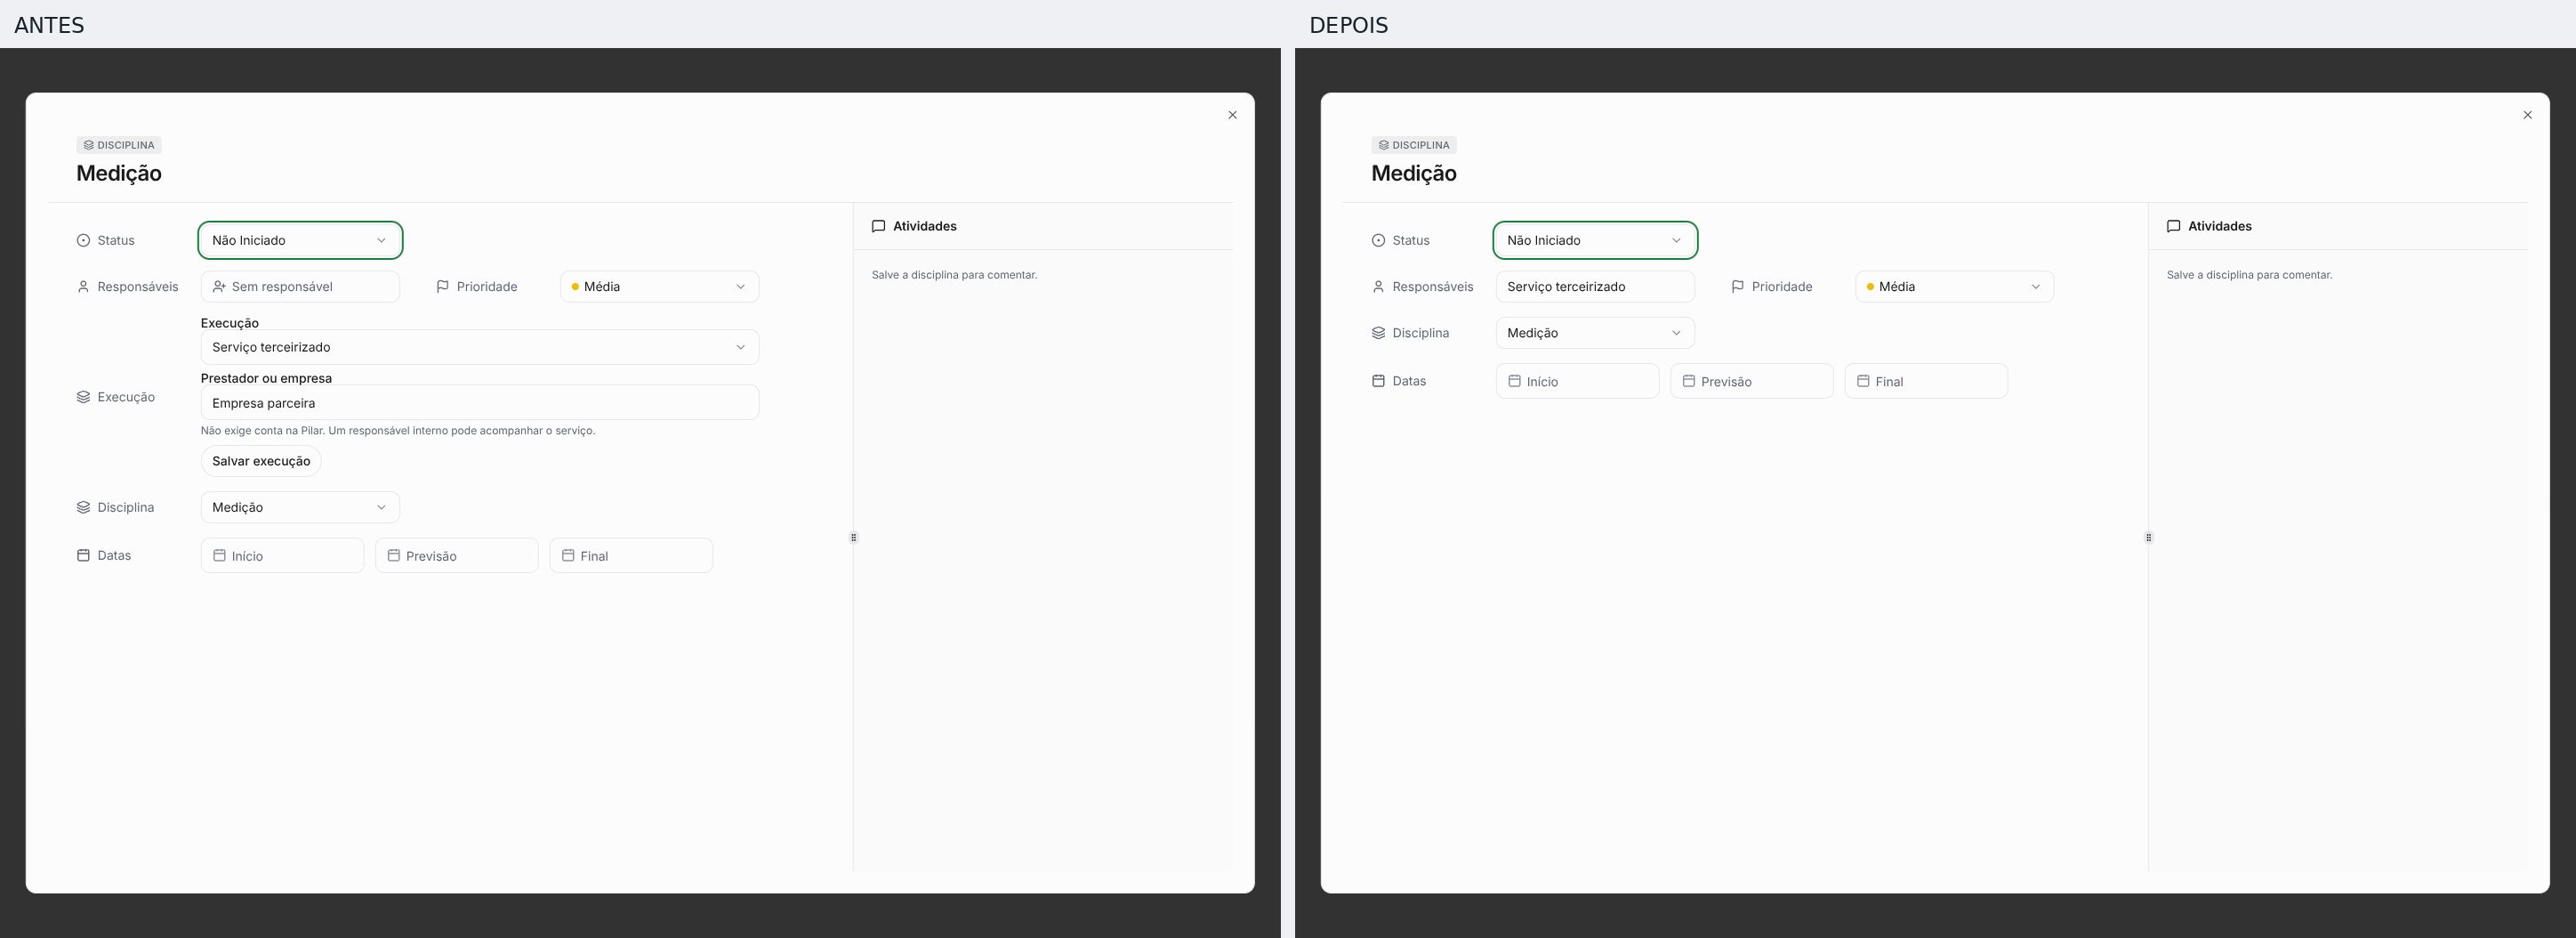 ANTES
DISCIPLINA
Medição
Status
Não Iniciado
Responsáveis
Sem responsável
Prioridade
Média
Execução
Execução
Serviço terceirizado
Prestador ou empresa
Empresa parceira
Não exige conta na Pilar. Um responsável interno pode acompanhar o serviço.
Salvar execução
Disciplina
Medição
Datas
Início
Previsão
Final
Atividades
Salve a disciplina para comentar.
DEPOIS
DISCIPLINA
Medição
Status
Não Iniciado
Responsáveis
Serviço terceirizado
Prioridade
Média
Disciplina
Medição
Datas
Início
Previsão
Final
Atividades
Salve a disciplina para comentar.